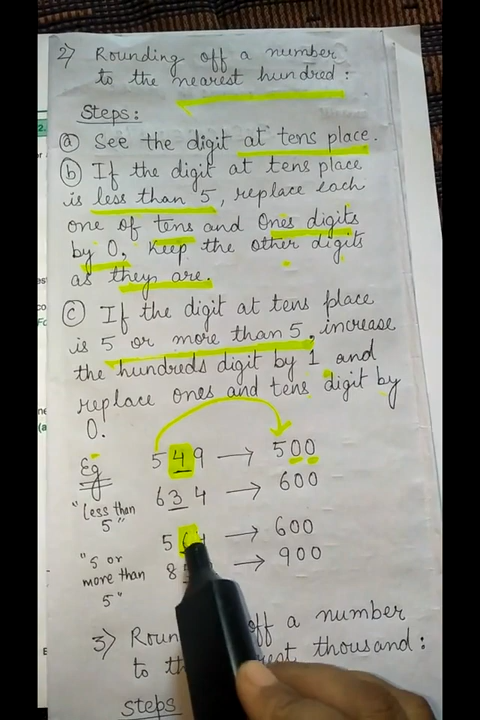 2) Rounding off a number
to the nearest hundred:
Steps:
(a) See the digit at tens place.
(b) If the digit at tens place
is less than 5, replace each
one of tens and Ones digits
by 0. Keep the other digits
as they are.
(c) If the digit at tens place
is 5 or more than 5, increase
the hundreds digit by 1 and
replace ones and tens digit by
0.
Eg 549 → 500
"less than 5" 634 → 600
5 → 600
"5 or more than 5" 8 → 900
3) off a number
to thousand:
Steps